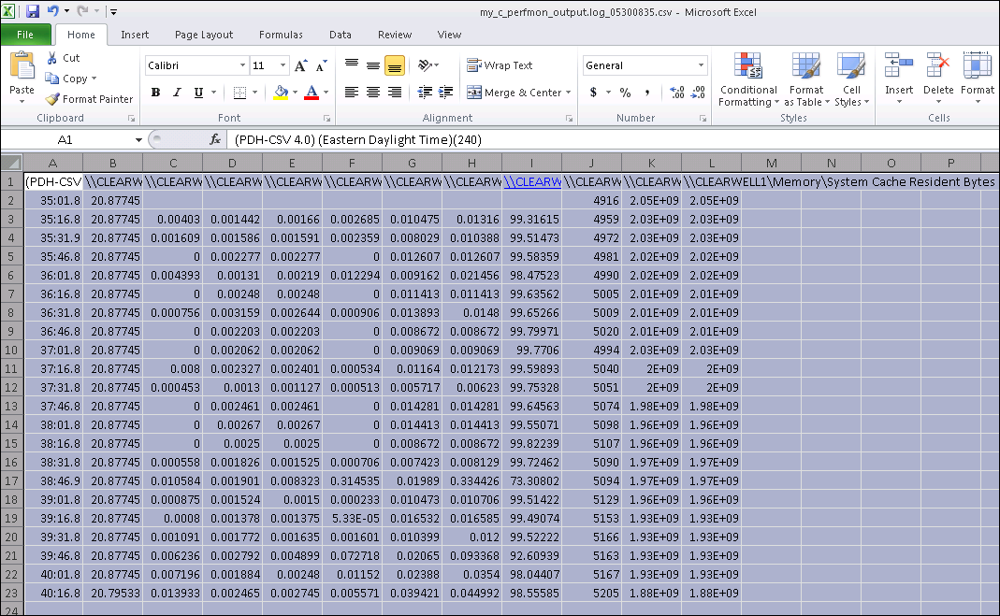 my_c_perfmon_output.log_05300835.csv - Microsoft Excel
File Home Insert Page Layout Formulas Data Review View
Paste Cut Copy Format Painter
Clipboard
Calibri 11 A A
B I U A
Font
Wrap Text
Merge & Center
Alignment
General
$ % , .00 .00
Number
Conditional Formatting Format as Table Cell Styles
Styles
Insert Delete Format
Cells
A1 fx (PDH-CSV 4.0) (Eastern Daylight Time)(240)
A B C D E F G H I J K L M N O P
1 (PDH-CSV \\CLEARW \\CLEARW \\CLEARW \\CLEARW \\CLEARW \\CLEARW \\CLEARW \\CLEARW \\CLEARW \\CLEARW \\CLEARWELL1\Memory\System Cache Resident Bytes
2 35:01.8 20.87745 4916 2.05E+09 2.05E+09
3 35:16.8 20.87745 0.00403 0.001442 0.00166 0.002685 0.010475 0.01316 99.31615 4959 2.03E+09 2.03E+09
4 35:31.9 20.87745 0.001609 0.001586 0.001591 0.002359 0.008029 0.010388 99.51473 4972 2.03E+09 2.03E+09
5 35:46.8 20.87745 0 0.002277 0.002277 0 0.012607 0.012607 99.58359 4981 2.02E+09 2.02E+09
6 36:01.8 20.87745 0.004393 0.00131 0.00219 0.012294 0.009162 0.021456 98.47523 4990 2.02E+09 2.02E+09
7 36:16.8 20.87745 0 0.00248 0.00248 0 0.011413 0.011413 99.63562 5005 2.01E+09 2.01E+09
8 36:31.8 20.87745 0.000756 0.003159 0.002644 0.000906 0.013893 0.0148 99.65266 5009 2.01E+09 2.01E+09
9 36:46.8 20.87745 0 0.002203 0.002203 0 0.008672 0.008672 99.79971 5020 2.01E+09 2.01E+09
10 37:01.8 20.87745 0 0.002062 0.002062 0 0.009069 0.009069 99.7706 4994 2.03E+09 2.03E+09
11 37:16.8 20.87745 0.008 0.002327 0.002401 0.000534 0.01164 0.012173 99.59893 5040 2E+09 2E+09
12 37:31.8 20.87745 0.000453 0.0013 0.001127 0.000513 0.005717 0.00623 99.75328 5051 2E+09 2E+09
13 37:46.8 20.87745 0 0.002461 0.002461 0 0.014281 0.014281 99.64563 5074 1.98E+09 1.98E+09
14 38:01.8 20.87745 0 0.00267 0.00267 0 0.014413 0.014413 99.55071 5098 1.96E+09 1.96E+09
15 38:16.8 20.87745 0 0.0025 0.0025 0 0.008672 0.008672 99.82239 5107 1.96E+09 1.96E+09
16 38:31.8 20.87745 0.000558 0.001826 0.001525 0.000706 0.007423 0.008129 99.72462 5090 1.97E+09 1.97E+09
17 38:46.9 20.87745 0.010584 0.001901 0.008323 0.314535 0.01989 0.334426 73.30802 5094 1.97E+09 1.97E+09
18 39:01.8 20.87745 0.000875 0.001524 0.0015 0.000233 0.010473 0.010706 99.51422 5129 1.96E+09 1.96E+09
19 39:16.8 20.87745 0.0008 0.001378 0.001375 5.33E-05 0.016532 0.016585 99.49074 5153 1.93E+09 1.93E+09
20 39:31.8 20.87745 0.001091 0.001772 0.001635 0.001601 0.010399 0.012 99.52222 5166 1.93E+09 1.93E+09
21 39:46.8 20.87745 0.006236 0.002792 0.004899 0.072718 0.02065 0.093368 92.60939 5163 1.93E+09 1.93E+09
22 40:01.8 20.87745 0.007196 0.001884 0.00248 0.01152 0.02388 0.0354 98.04407 5167 1.93E+09 1.93E+09
23 40:16.8 20.79533 0.013933 0.002465 0.002745 0.005571 0.039421 0.044992 98.55585 5205 1.88E+09 1.88E+09
24